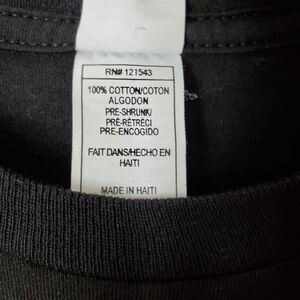 RN# 121543
100% COTTON/COTON
ALGODON
PRE-SHRUNK/
PRÉ-RÉTRÉCI
PRE-ENCOGIDO
FAIT DANS/HECHO EN
HAITI
MADE IN HAITI